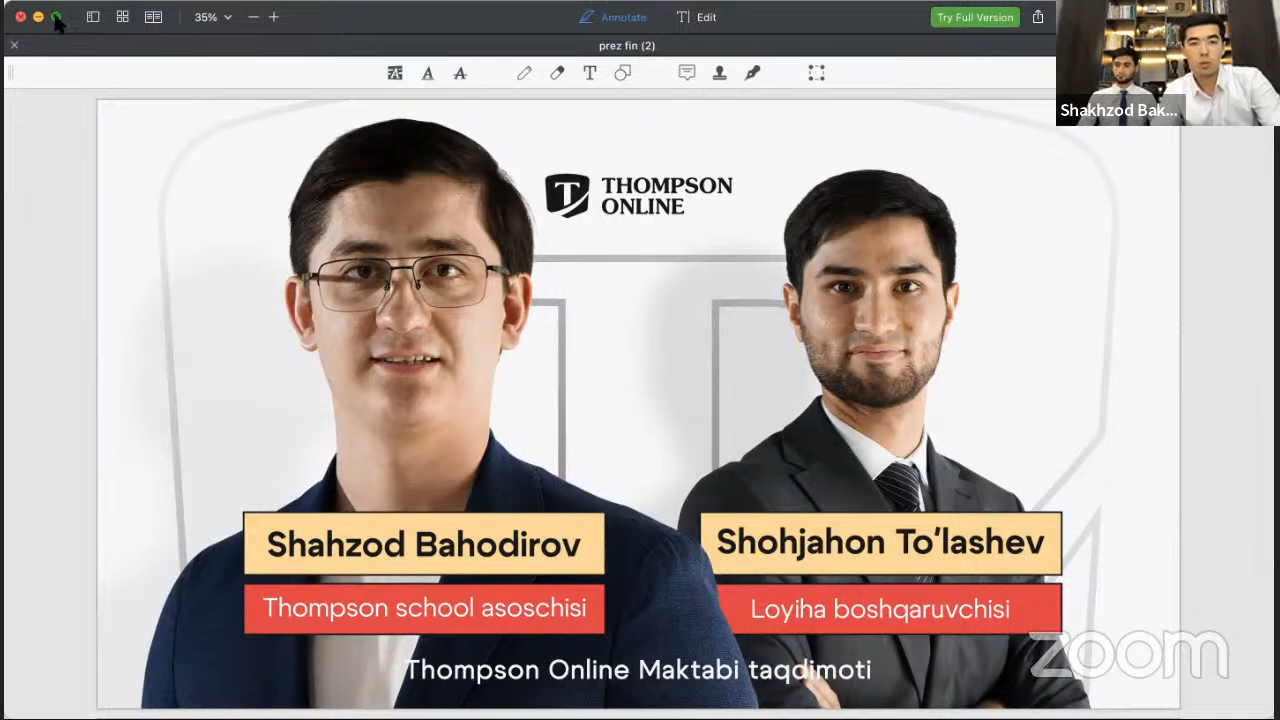 35%
Annotate
Edit
Try Full Version
prez fin (2)
Shakhzod Bak...
THOMPSON
ONLINE
Shahzod Bahodirov
Thompson school asoschisi
Shohjahon To‘lashev
Loyiha boshqaruvchisi
Thompson Online Maktabi taqdimoti
zoom